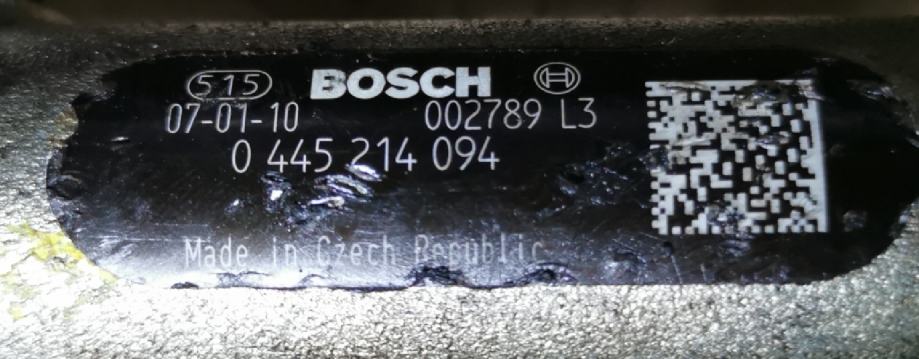 515 BOSCH
07-01-10 002789 L3
0 445 214 094
Made in Czech Republic